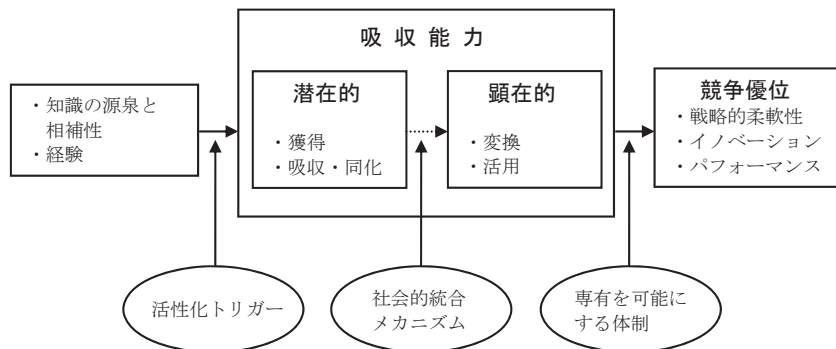 吸収能力
・知識の源泉と
相補性
・経験
潜在的
・獲得
・吸収・同化
顕在的
・変換
・活用
競争優位
・戦略的柔軟性
・イノベーション
・パフォーマンス
活性化トリガー
社会的統合
メカニズム
専有を可能に
する体制